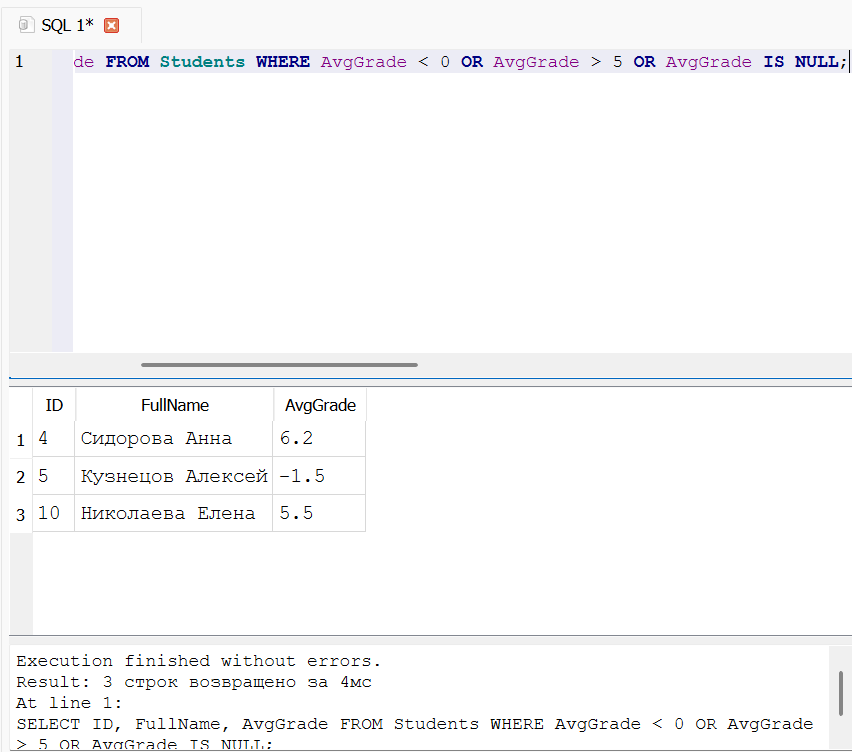 SQL 1*
1 de FROM Students WHERE AvgGrade < 0 OR AvgGrade > 5 OR AvgGrade IS NULL;
ID FullName AvgGrade
1 4 Сидорова Анна 6.2
2 5 Кузнецов Алексей -1.5
3 10 Николаева Елена 5.5
Execution finished without errors.
Result: 3 строк возвращено за 4мс
At line 1:
SELECT ID, FullName, AvgGrade FROM Students WHERE AvgGrade < 0 OR AvgGrade
> 5 OR AvgGrade IS NULL;